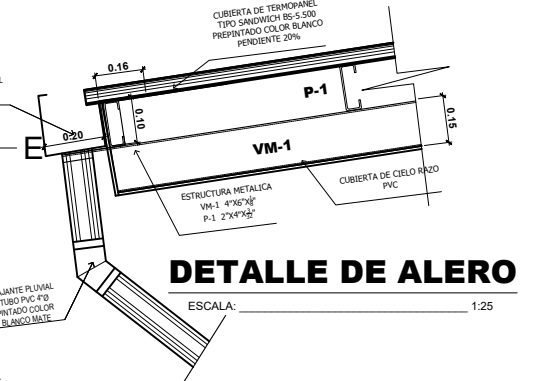 CUBIERTA DE TERMOPANEL
TIPO SANDWICH BS-5.500
PREPINTADO COLOR BLANCO
PENDIENTE 20%
0.16
P-1
0.10
0.15
0.20
E
VM-1
ESTRUCTURA METALICA
VM-1 4"X6"X
P-1 2"X4"X
CUBIERTA DE CIELO RAZO
PVC
AJANTE PLUVIAL
TUBO PVC 4"Ø
PINTADO COLOR
BLANCO MATE
DETALLE DE ALERO
ESCALA: 1:25